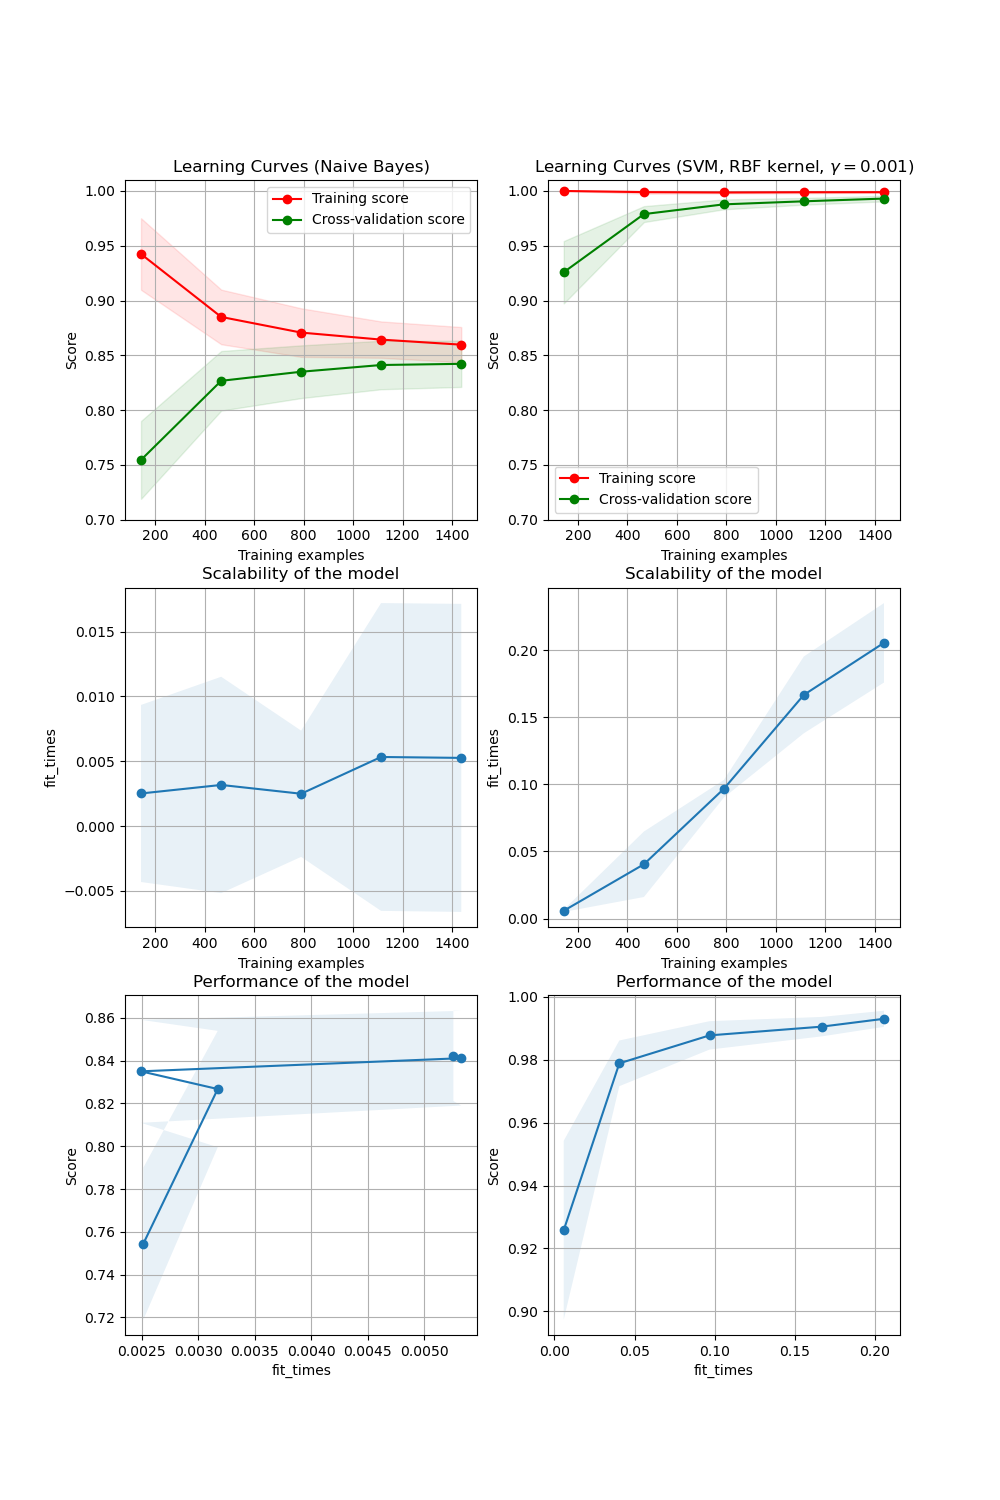 Learning Curves (Naive Bayes)
1.00
0.95
0.90
0.85
0.80
0.75
0.70
Score
Training score
Cross-validation score
200 400 600 800 1000 1200 1400
Training examples
Learning Curves (SVM, RBF kernel, γ = 0.001)
1.00
0.95
0.90
0.85
0.80
0.75
0.70
Score
Training score
Cross-validation score
200 400 600 800 1000 1200 1400
Training examples
Scalability of the model
0.015
0.010
0.005
0.000
−0.005
fit_times
200 400 600 800 1000 1200 1400
Training examples
Scalability of the model
0.20
0.15
0.10
0.05
0.00
fit_times
200 400 600 800 1000 1200 1400
Training examples
Performance of the model
0.86
0.84
0.82
0.80
0.78
0.76
0.74
0.72
Score
0.0025 0.0030 0.0035 0.0040 0.0045 0.0050
fit_times
Performance of the model
1.00
0.98
0.96
0.94
0.92
0.90
Score
0.00 0.05 0.10 0.15 0.20
fit_times